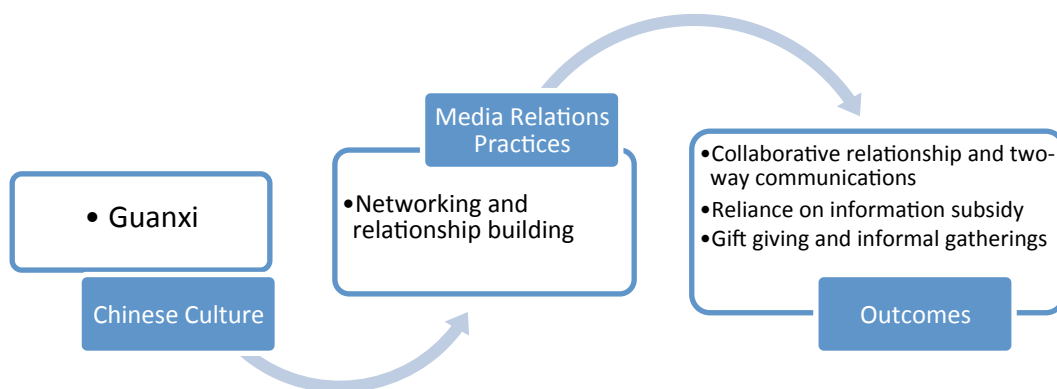 • Guanxi
Chinese Culture
Media Relations
Practices
•Networking and
relationship building
•Collaborative relationship and two-
way communications
•Reliance on information subsidy
•Gift giving and informal gatherings
Outcomes